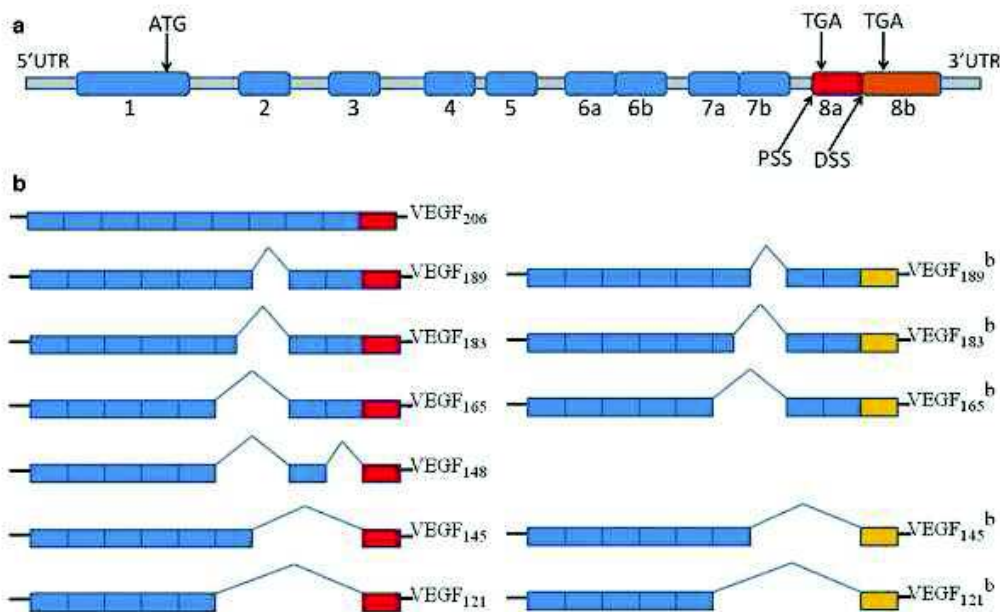 a
ATG TGA TGA
5'UTR 3'UTR
1 2 3 4 5 6a 6b 7a 7b 8a 8b
PSS DSS
b
VEGF206
VEGF189 VEGF189b
VEGF183 VEGF183b
VEGF165 VEGF165b
VEGF148
VEGF145 VEGF145b
VEGF121 VEGF121b